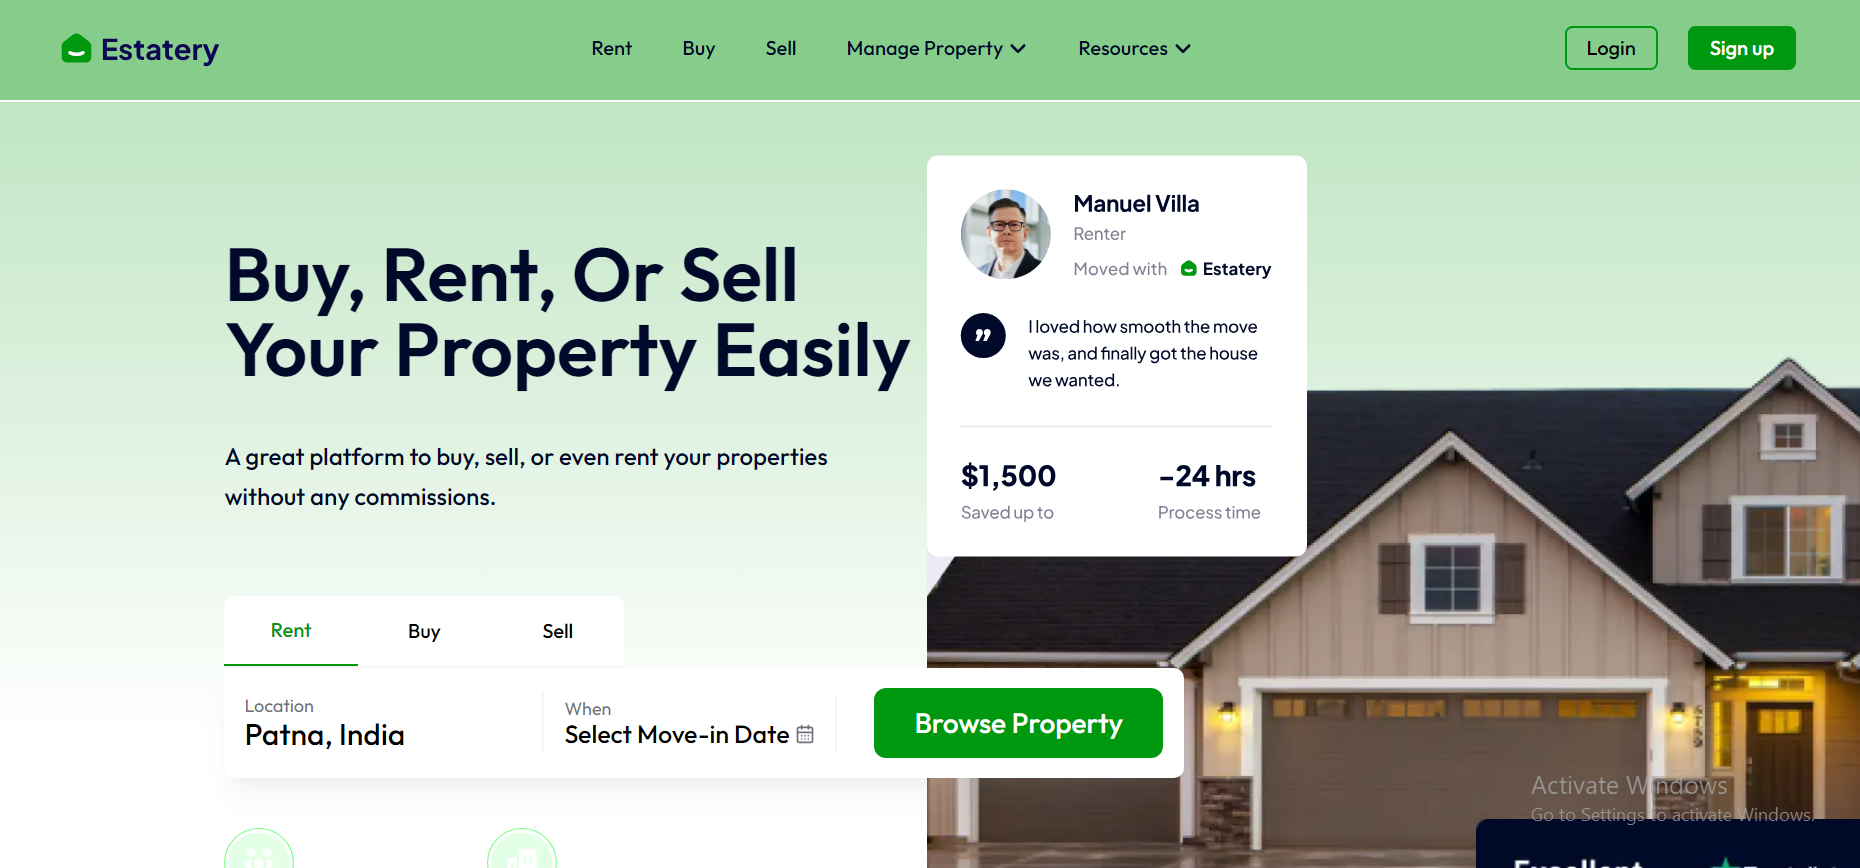 Estatery
Rent
Buy
Sell
Manage Property
Resources
Login
Sign up
Buy, Rent, Or Sell
Your Property Easily
A great platform to buy, sell, or even rent your properties
without any commissions.
Manuel Villa
Renter
Moved with Estatery
I loved how smooth the move
was, and finally got the house
we wanted.
$1,500
Saved up to
-24 hrs
Process time
Rent
Buy
Sell
Location
Patna, India
When
Select Move-in Date
Browse Property
Activate Windows
Go to Settings to activate Windows.
Excellent